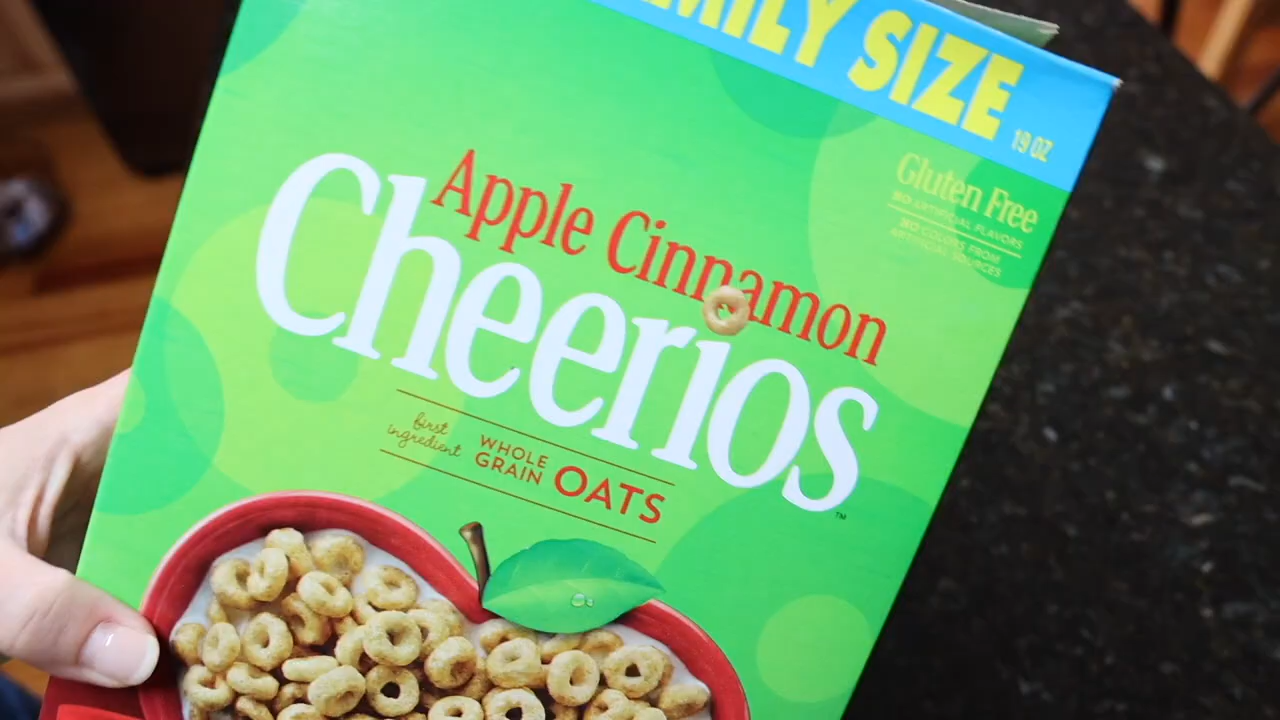 FAMILY SIZE
19 OZ
Gluten Free
NO ARTIFICIAL FLAVORS
NO COLORS FROM
ARTIFICIAL SOURCES
Apple Cinnamon
Cheerios
TM
first
ingredient
WHOLE
GRAIN
OATS